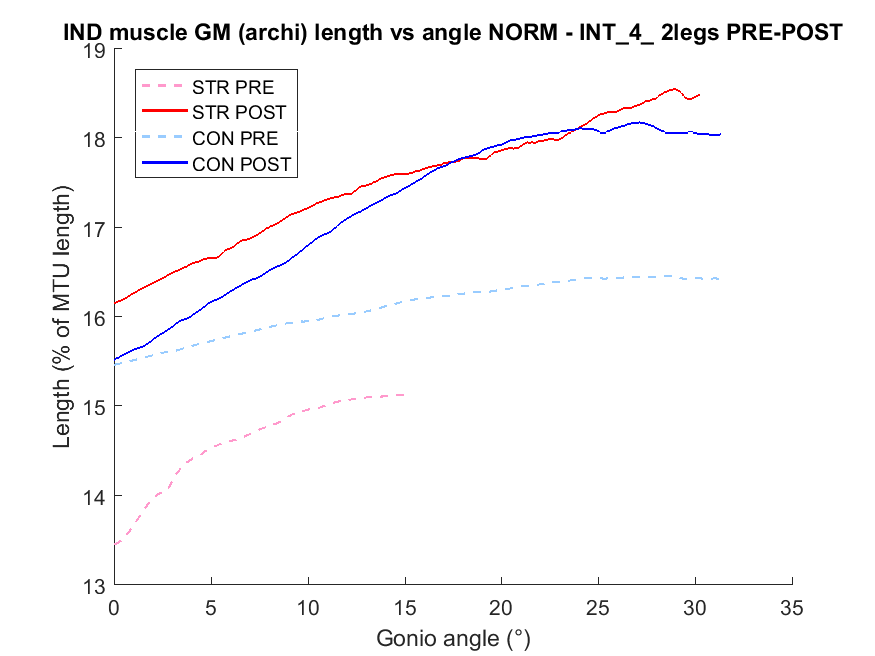 IND muscle GM (archi) length vs angle NORM - INT_4_ 2legs PRE-POST
STR PRE
STR POST
CON PRE
CON POST
Length (% of MTU length)
19
18
17
16
15
14
13
0 5 10 15 20 25 30 35
Gonio angle (°)